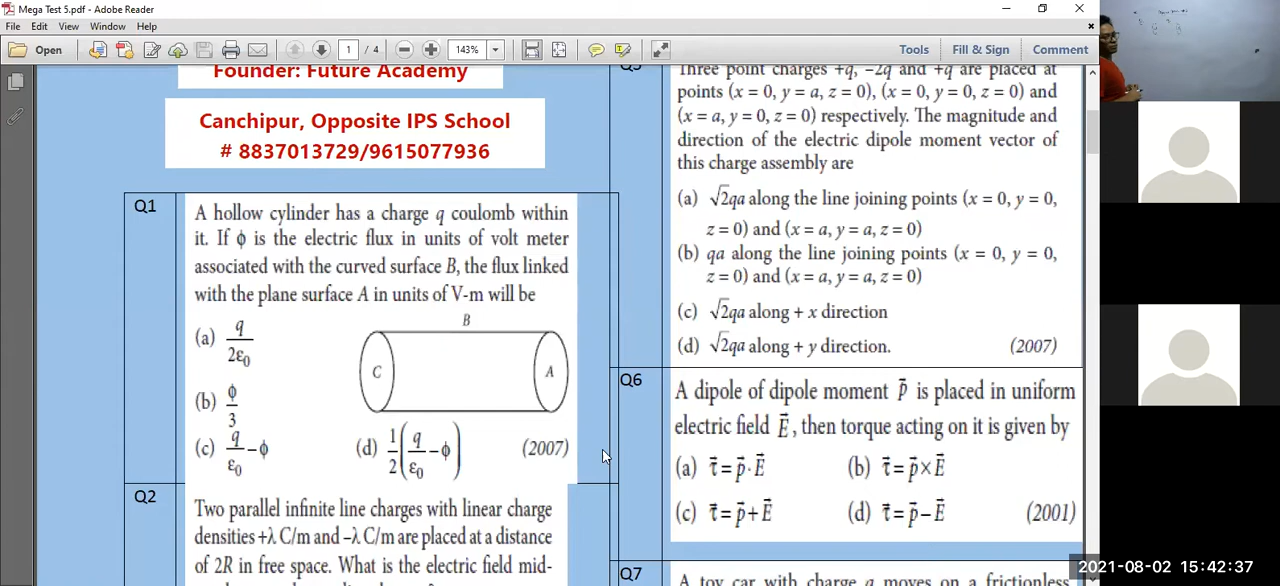 Mega Test 5.pdf - Adobe Reader
File Edit View Window Help
Open 1 / 4 143% Tools Fill & Sign Comment
Founder: Future Academy
Canchipur, Opposite IPS School
# 8837013729/9615077936
Q1
A hollow cylinder has a charge q coulomb within
it. If ϕ is the electric flux in units of volt meter
associated with the curved surface B, the flux linked
with the plane surface A in units of V-m will be
(a) q/2ε₀
B
C A
(b) ϕ/3
(c) q/ε₀ − ϕ (d) 1/2(q/ε₀ − ϕ) (2007)
Q2
Two parallel infinite line charges with linear charge
densities +λ C/m and −λ C/m are placed at a distance
of 2R in free space. What is the electric field mid-
Q5
Three point charges +q, −2q and +q are placed at
points (x = 0, y = a, z = 0), (x = 0, y = 0, z = 0) and
(x = a, y = 0, z = 0) respectively. The magnitude and
direction of the electric dipole moment vector of
this charge assembly are
(a) √2qa along the line joining points (x = 0, y = 0,
z = 0) and (x = a, y = a, z = 0)
(b) qa along the line joining points (x = 0, y = 0,
z = 0) and (x = a, y = a, z = 0)
(c) √2qa along + x direction
(d) √2qa along + y direction. (2007)
Q6
A dipole of dipole moment p⃗ is placed in uniform
electric field E⃗, then torque acting on it is given by
(a) τ⃗ = p⃗·E⃗ (b) τ⃗ = p⃗×E⃗
(c) τ⃗ = p⃗+E⃗ (d) τ⃗ = p⃗−E⃗ (2001)
Q7
A toy car with charge q moves on a frictionless
2021-08-02 15:42:37